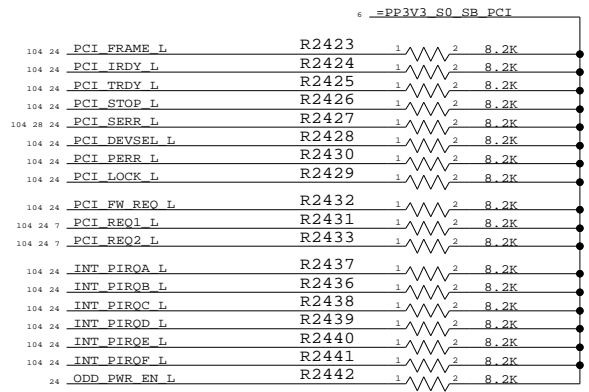 6 =PP3V3_S0_SB_PCI
104 24 PCI_FRAME_L R2423 1 2 8.2K
104 24 PCI_IRDY_L R2424 1 2 8.2K
104 24 PCI_TRDY_L R2425 1 2 8.2K
104 24 PCI_STOP_L R2426 1 2 8.2K
104 28 24 PCI_SERR_L R2427 1 2 8.2K
104 24 PCI_DEVSEL_L R2428 1 2 8.2K
104 24 PCI_PERR_L R2430 1 2 8.2K
104 24 PCI_LOCK_L R2429 1 2 8.2K
104 24 PCI_FW_REQ_L R2432 1 2 8.2K
104 24 7 PCI_REQ1_L R2431 1 2 8.2K
104 24 7 PCI_REQ2_L R2433 1 2 8.2K
104 24 INT_PIRQA_L R2437 1 2 8.2K
104 24 INT_PIRQB_L R2436 1 2 8.2K
104 24 INT_PIRQC_L R2438 1 2 8.2K
104 24 INT_PIRQD_L R2439 1 2 8.2K
104 24 INT_PIRQE_L R2440 1 2 8.2K
104 24 INT_PIRQF_L R2441 1 2 8.2K
24 ODD_PWR_EN_L R2442 1 2 8.2K